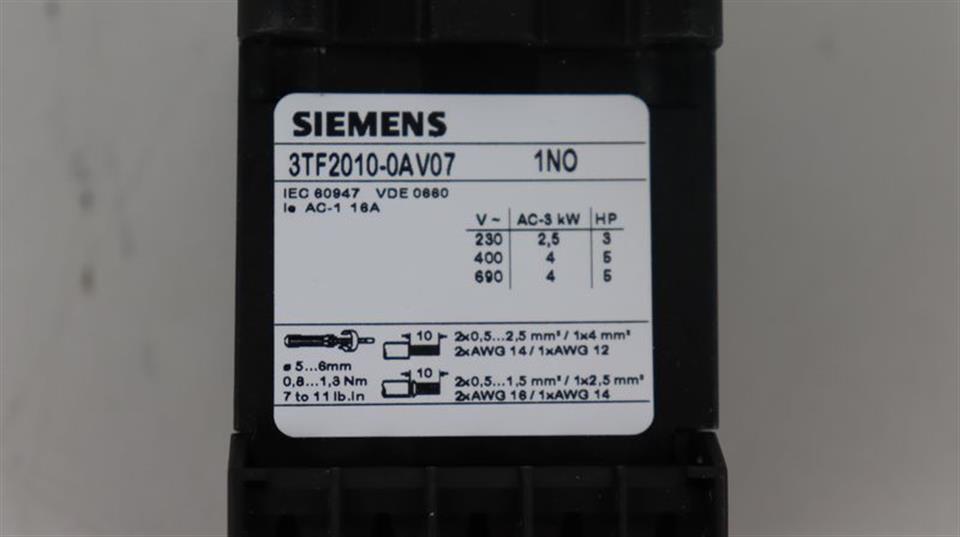 SIEMENS
3TF2010-0AV07 1NO
IEC 60947 VDE 0660
Ie AC-1 16A
V~ AC-3 kW HP
230 2,5 3
400 4 5
690 4 5
10 2x0,5...2,5 mm² / 1x4 mm²
2xAWG 14 / 1xAWG 12
ø 5...6mm
0,8...1,3 Nm
7 to 11 lb.in
10 2x0,5...1,5 mm² / 1x2,5 mm²
2xAWG 16 / 1xAWG 14